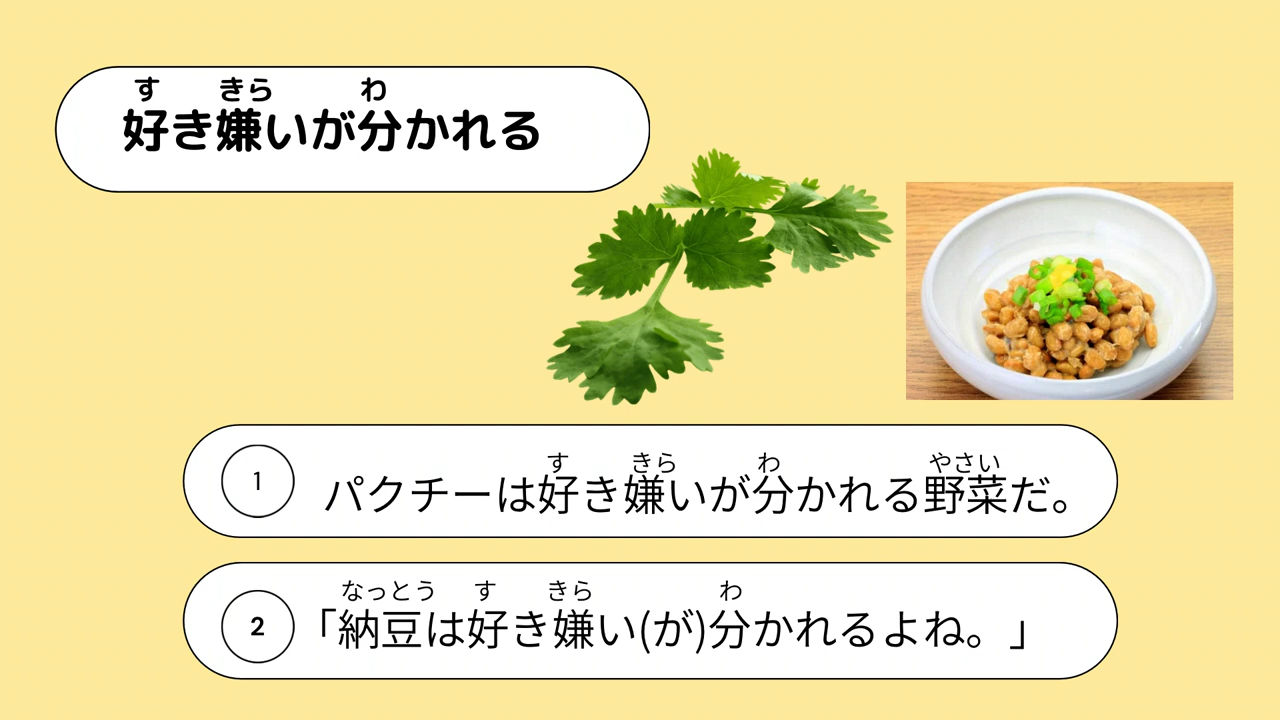 す きら わ
好き嫌いが分かれる
1
す きら わ やさい
パクチーは好き嫌いが分かれる野菜だ。
2
なっとう す きら わ
「納豆は好き嫌い(が)分かれるよね。」